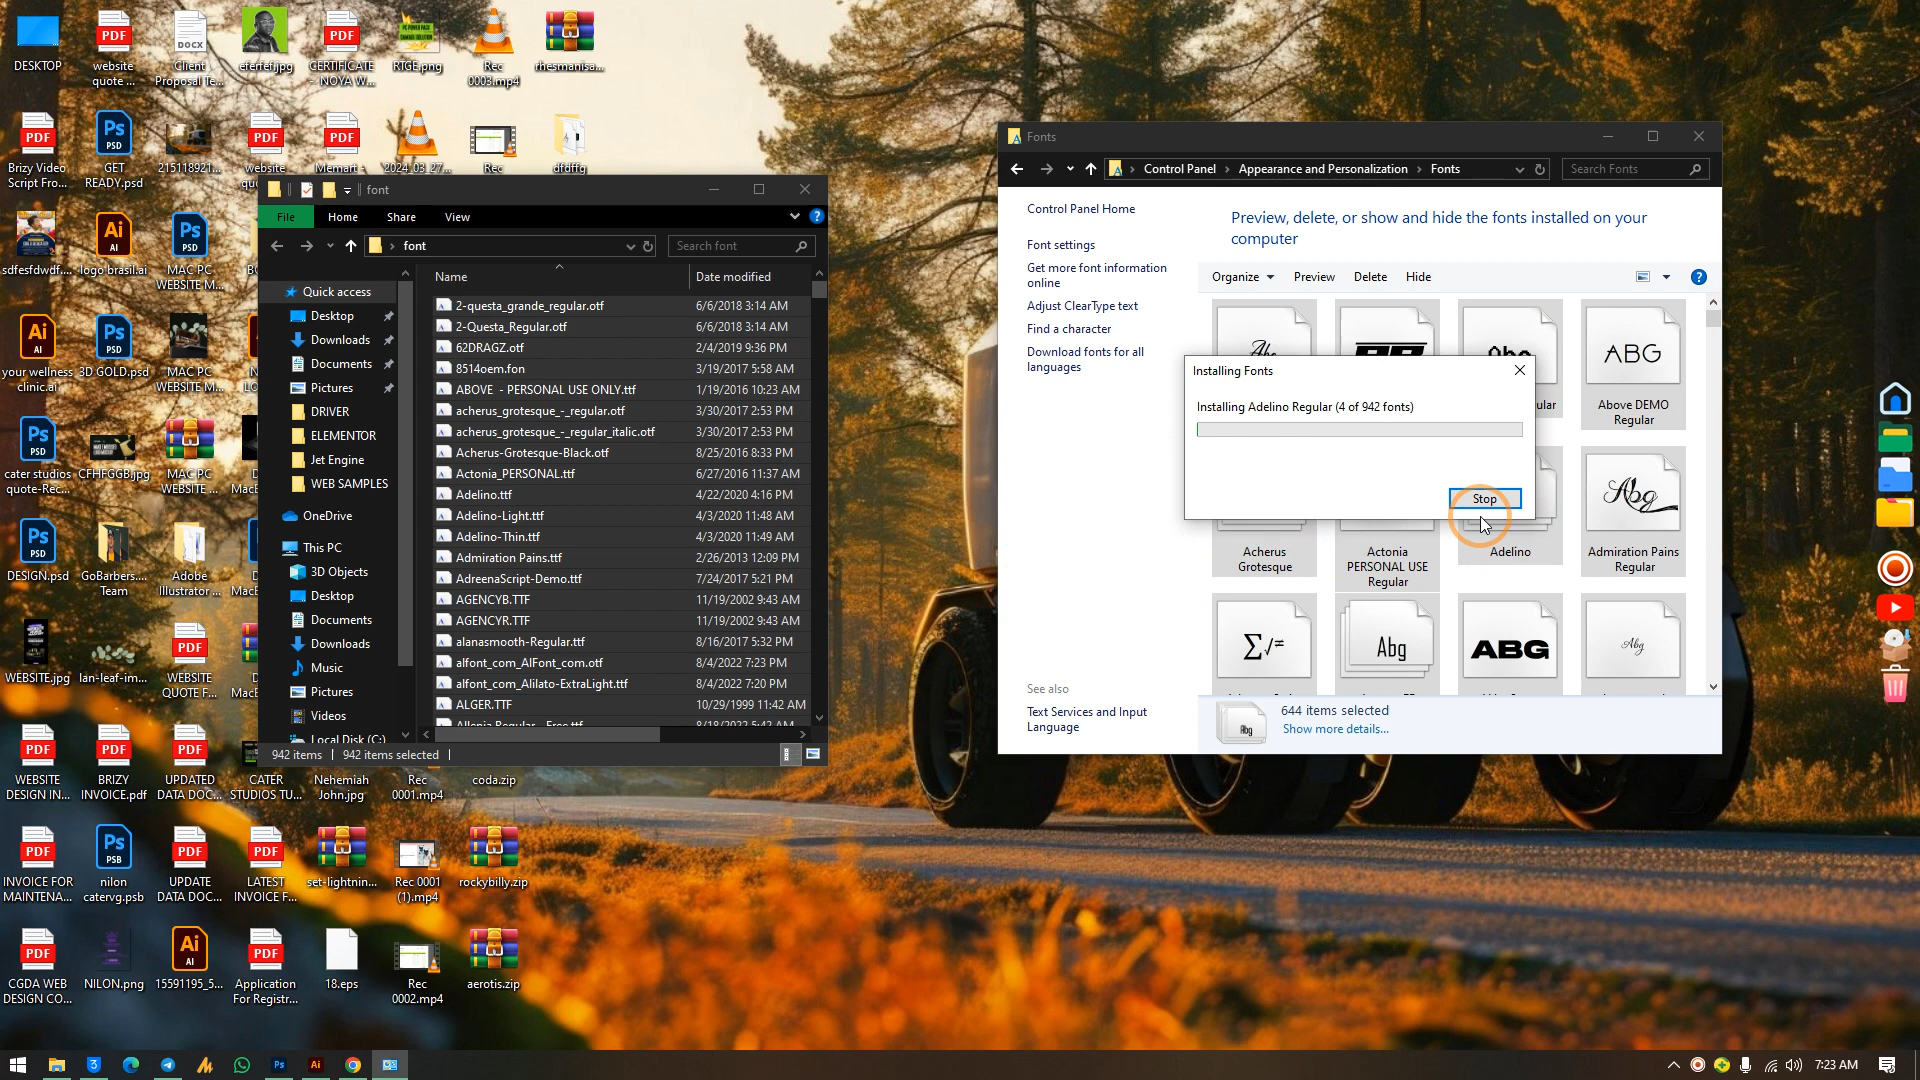 DESKTOP
website
quote ...
Client
Proposal Te...
eferfef.jpg
CERTIFICATE
- NOYA W...
RTGE.png
Rec
0003.mp4
rhesmanisa...
Brizy Video
Script Fro...
GET
READY.psd
215118921...
website
Memart -
2024_03_27...
Rec
dfdffg
sdfesfdwdf....
logo brasil.ai
MAC PC
WEBSITE M...
your wellness
clinic.ai
3D GOLD.psd
MAC PC
WEBSITE M...
cater studios
quote-Rec...
CFHFGGB.jpg
MAC PC
WEBSITE ...
DESIGN.psd
GoBarbers....
Team
Adobe
Illustrator ...
WEBSITE.jpg
lan-leaf-im...
WEBSITE
QUOTE F...
WEBSITE
DESIGN IN...
BRIZY
INVOICE.pdf
UPDATED
DATA DOC...
CATER
STUDIOS TU...
Nehemiah
John.jpg
Rec
0001.mp4
coda.zip
INVOICE FOR
MAINTENA...
nilon
catervg.psb
UPDATE
DATA DOC...
LATEST
INVOICE F...
set-lightnin...
Rec 0001
(1).mp4
rockybilly.zip
CGDA WEB
DESIGN CO...
NILON.png
15591195_5...
Application
For Registr...
18.eps
Rec
0002.mp4
aerotis.zip
font
File Home Share View
font
Search font
Name Date modified
Quick access
Desktop
Downloads
Documents
Pictures
DRIVER
ELEMENTOR
Jet Engine
WEB SAMPLES
OneDrive
This PC
3D Objects
Desktop
Documents
Downloads
Music
Pictures
Videos
Local Disk (C:)
2-questa_grande_regular.otf 6/6/2018 3:14 AM
2-Questa_Regular.otf 6/6/2018 3:14 AM
62DRAGZ.otf 2/4/2019 9:36 PM
8514oem.fon 3/19/2017 5:58 AM
ABOVE - PERSONAL USE ONLY.ttf 1/19/2016 10:23 AM
acherus_grotesque_-_regular.otf 3/30/2017 2:53 PM
acherus_grotesque_-_regular_italic.otf 3/30/2017 2:53 PM
Acherus-Grotesque-Black.otf 8/25/2016 8:33 PM
Actonia_PERSONAL.ttf 6/27/2016 11:37 AM
Adelino.ttf 4/22/2020 4:16 PM
Adelino-Light.ttf 4/3/2020 11:48 AM
Adelino-Thin.ttf 4/3/2020 11:49 AM
Admiration Pains.ttf 2/26/2013 12:09 PM
AdreenaScript-Demo.ttf 7/24/2017 5:21 PM
AGENCYB.TTF 11/19/2002 9:43 AM
AGENCYR.TTF 11/19/2002 9:43 AM
alanasmooth-Regular.ttf 8/16/2017 5:32 PM
alfont_com_AlFont_com.otf 8/4/2022 7:23 PM
alfont_com_Alilato-ExtraLight.ttf 8/4/2022 7:20 PM
ALGER.TTF 10/29/1999 11:42 AM
Allenia Regular - Free.ttf 8/18/2022 5:42 AM
942 items 942 items selected
Fonts
Control Panel Appearance and Personalization Fonts
Search Fonts
Control Panel Home
Font settings
Get more font information
online
Adjust ClearType text
Find a character
Download fonts for all
languages
See also
Text Services and Input
Language
Preview, delete, or show and hide the fonts installed on your
computer
Organize Preview Delete Hide
ABG
Above DEMO
Regular
Installing Fonts
Installing Adelino Regular (4 of 942 fonts)
Stop
Abg
Acherus
Grotesque
Actonia
PERSONAL USE
Regular
Adelino
Admiration Pains
Regular
Σ/=
Abg
ABG
Abg
Abg
644 items selected
Show more details...
7:23 AM